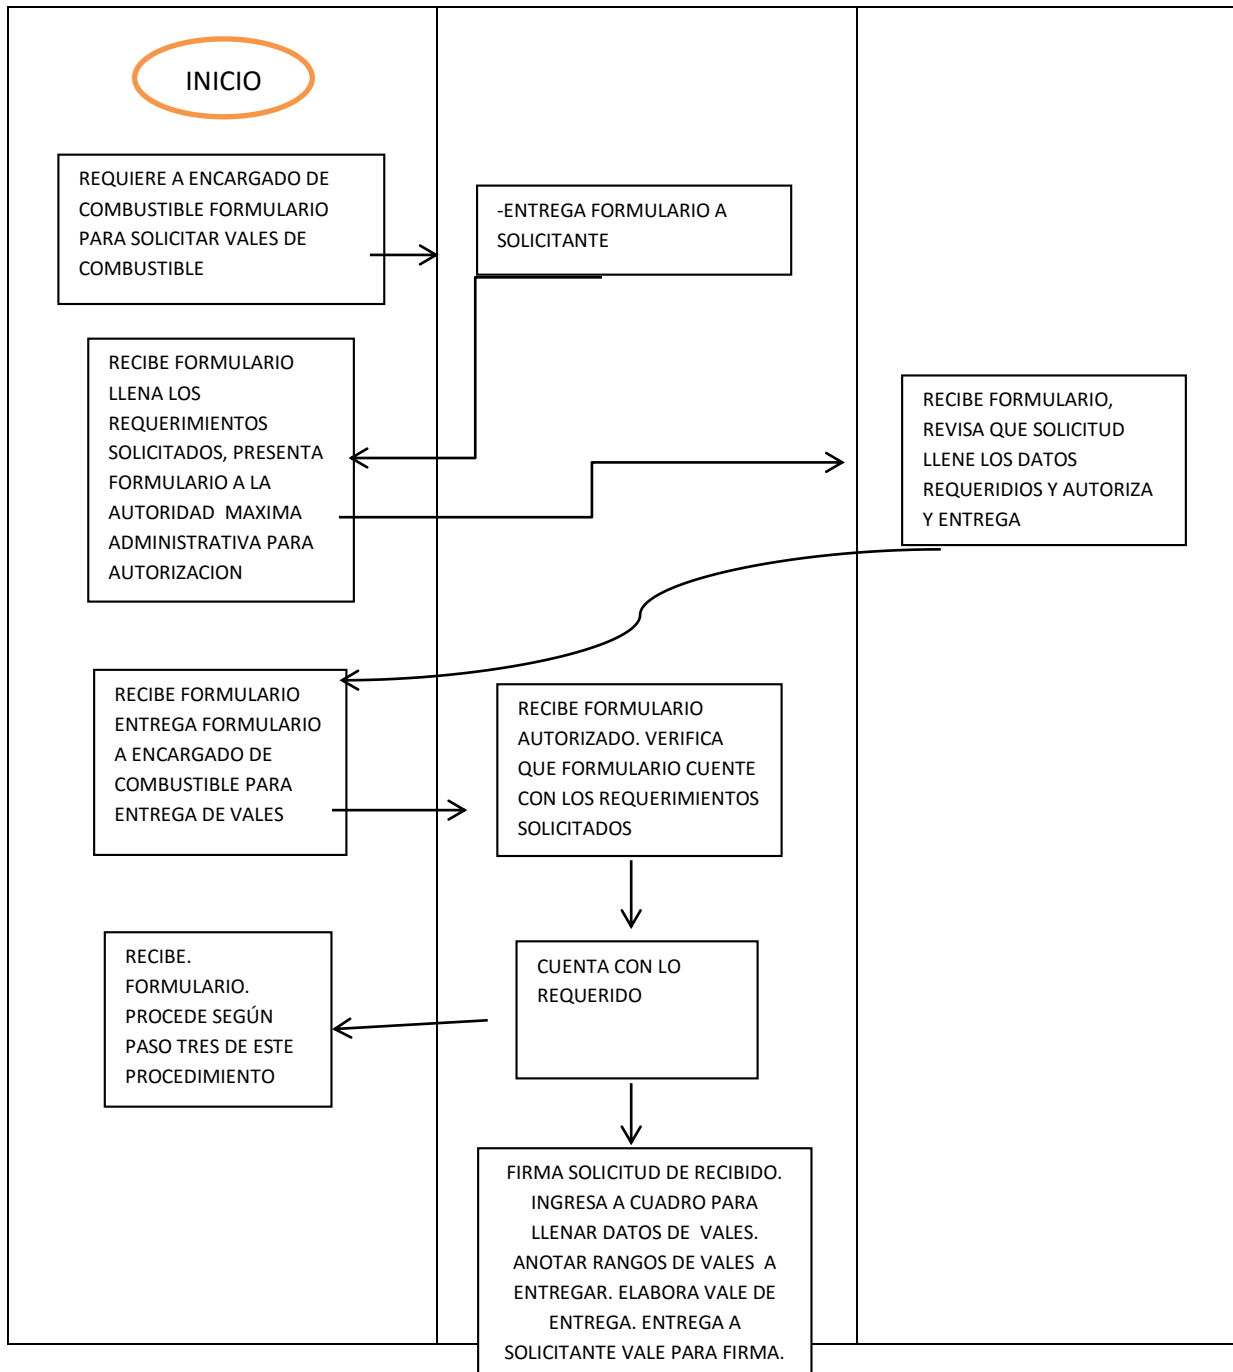 INICIO
REQUIERE A ENCARGADO DE
COMBUSTIBLE FORMULARIO
PARA SOLICITAR VALES DE
COMBUSTIBLE
-ENTREGA FORMULARIO A
SOLICITANTE
RECIBE FORMULARIO
LLENA LOS
REQUERIMIENTOS
SOLICITADOS, PRESENTA
FORMULARIO A LA
AUTORIDAD  MAXIMA
ADMINISTRATIVA PARA
AUTORIZACION
RECIBE FORMULARIO,
REVISA QUE SOLICITUD
LLENE LOS DATOS
REQUERIDIOS Y AUTORIZA
Y ENTREGA
RECIBE FORMULARIO
ENTREGA FORMULARIO
A ENCARGADO DE
COMBUSTIBLE PARA
ENTREGA DE VALES
RECIBE FORMULARIO
AUTORIZADO. VERIFICA
QUE FORMULARIO CUENTE
CON LOS REQUERIMIENTOS
SOLICITADOS
RECIBE.
FORMULARIO.
PROCEDE SEGÚN
PASO TRES DE ESTE
PROCEDIMIENTO
CUENTA CON LO
REQUERIDO
FIRMA SOLICITUD DE RECIBIDO.
INGRESA A CUADRO PARA
LLENAR DATOS DE  VALES.
ANOTAR RANGOS DE VALES  A
ENTREGAR. ELABORA VALE DE
ENTREGA. ENTREGA A
SOLICITANTE VALE PARA FIRMA.